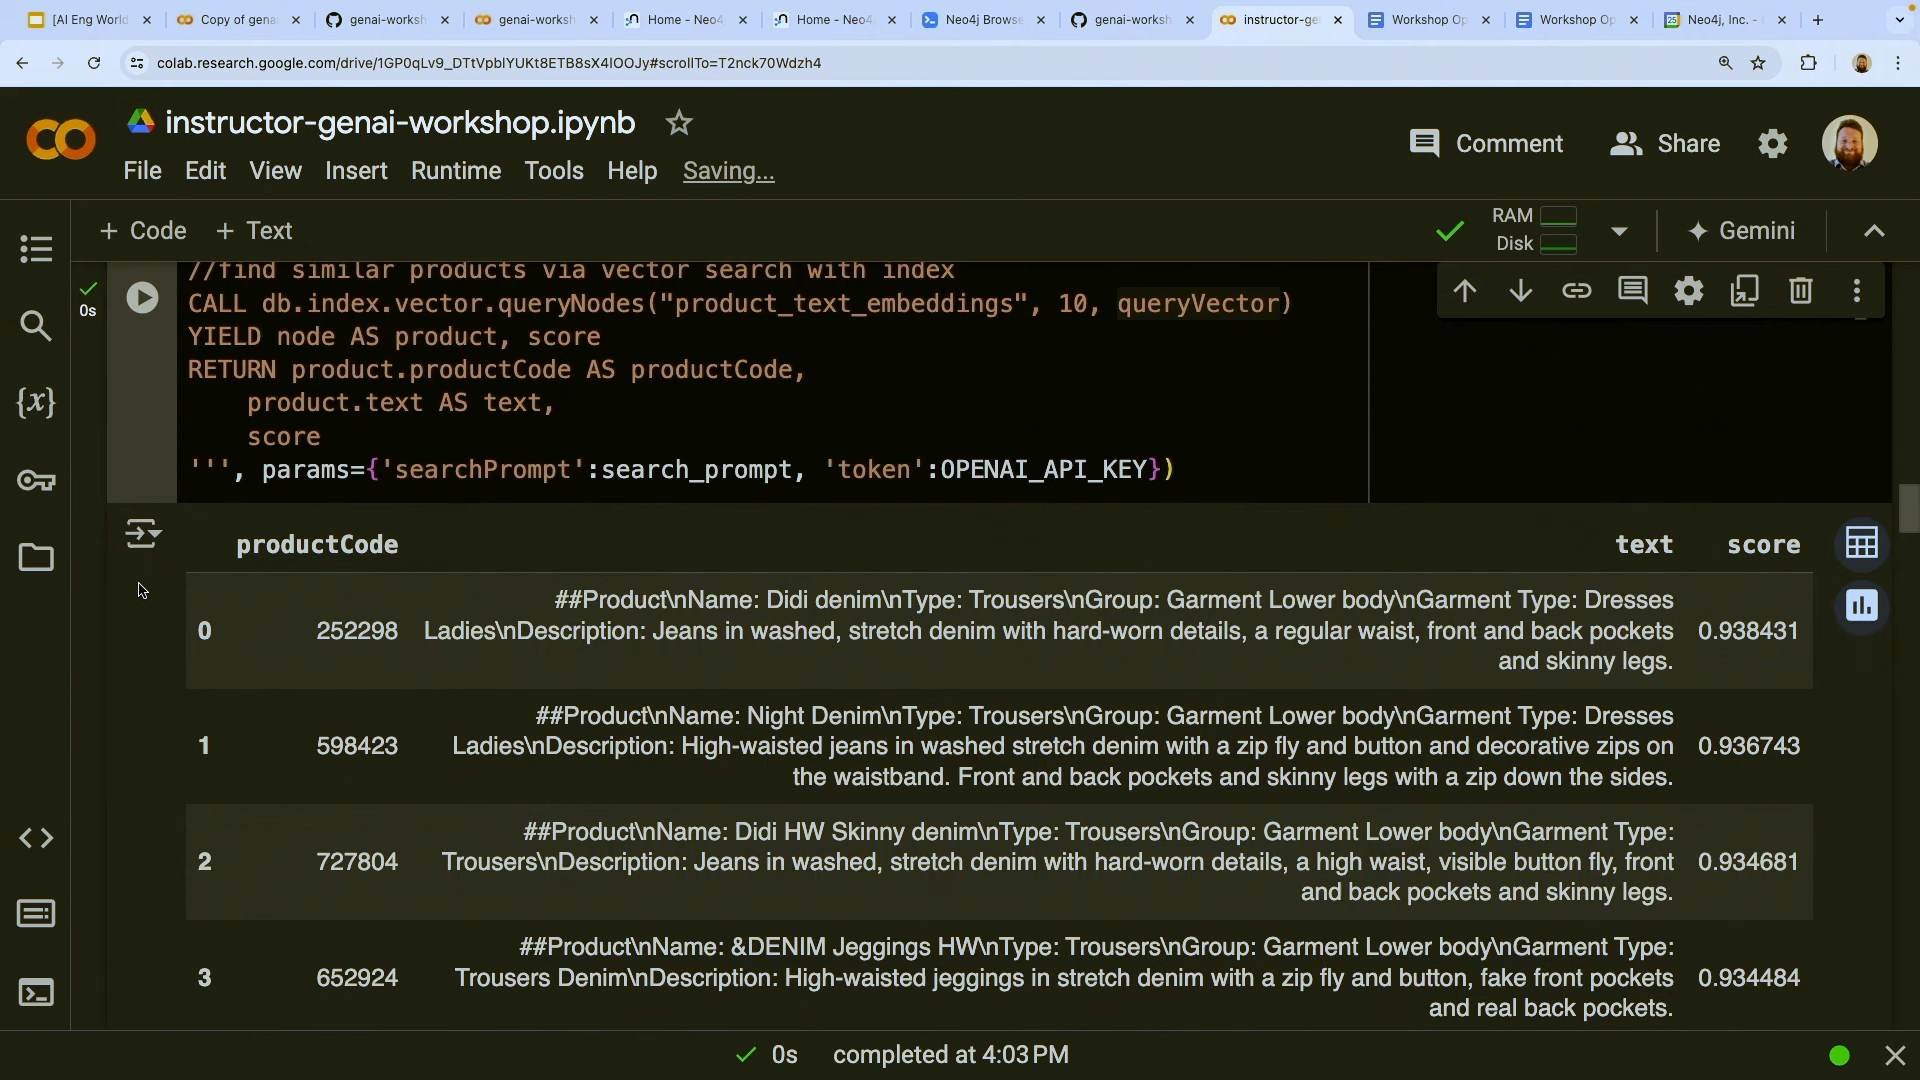 [AI Eng World
Copy of gena
genai-worksh
genai-worksh
Home - Neo4
Home - Neo4
Neo4j Browse
genai-worksh
instructor-ge
Workshop Op
Workshop Op
25
Neo4j, Inc. -
colab.research.google.com/drive/1GP0qLv9_DTtVpblYUKt8ETB8sX4IOOJy#scrollTo=T2nck70Wdzh4
instructor-genai-workshop.ipynb
Comment
Share
File Edit View Insert Runtime Tools Help Saving...
+ Code + Text
RAM
Disk
Gemini
//find similar products via vector search with index
0s
CALL db.index.vector.queryNodes("product_text_embeddings", 10, queryVector)
YIELD node AS product, score
RETURN product.productCode AS productCode,
product.text AS text,
score
''', params={'searchPrompt':search_prompt, 'token':OPENAI_API_KEY})
{x}
productCode text score
##Product\nName: Didi denim\nType: Trousers\nGroup: Garment Lower body\nGarment Type: Dresses
0 252298 Ladies\nDescription: Jeans in washed, stretch denim with hard-worn details, a regular waist, front and back pockets 0.938431
and skinny legs.
##Product\nName: Night Denim\nType: Trousers\nGroup: Garment Lower body\nGarment Type: Dresses
1 598423 Ladies\nDescription: High-waisted jeans in washed stretch denim with a zip fly and button and decorative zips on 0.936743
the waistband. Front and back pockets and skinny legs with a zip down the sides.
##Product\nName: Didi HW Skinny denim\nType: Trousers\nGroup: Garment Lower body\nGarment Type:
2 727804 Trousers\nDescription: Jeans in washed, stretch denim with hard-worn details, a high waist, visible button fly, front 0.934681
and back pockets and skinny legs.
##Product\nName: &DENIM Jeggings HW\nType: Trousers\nGroup: Garment Lower body\nGarment Type:
3 652924 Trousers Denim\nDescription: High-waisted jeggings in stretch denim with a zip fly and button, fake front pockets 0.934484
and real back pockets.
0s completed at 4:03 PM